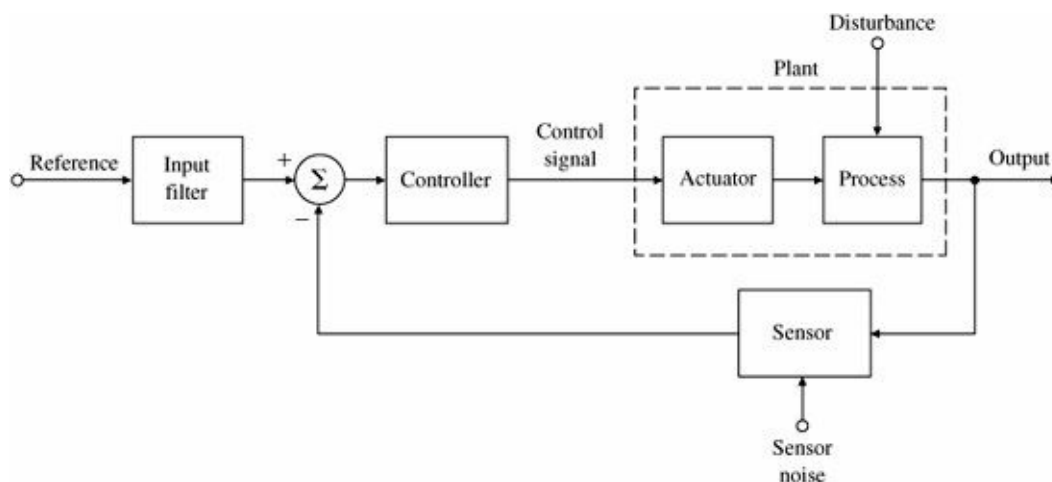 Disturbance
Plant
Reference
Input
filter
+
Σ
−
Controller
Control
signal
Actuator
Process
Output
Sensor
Sensor
noise